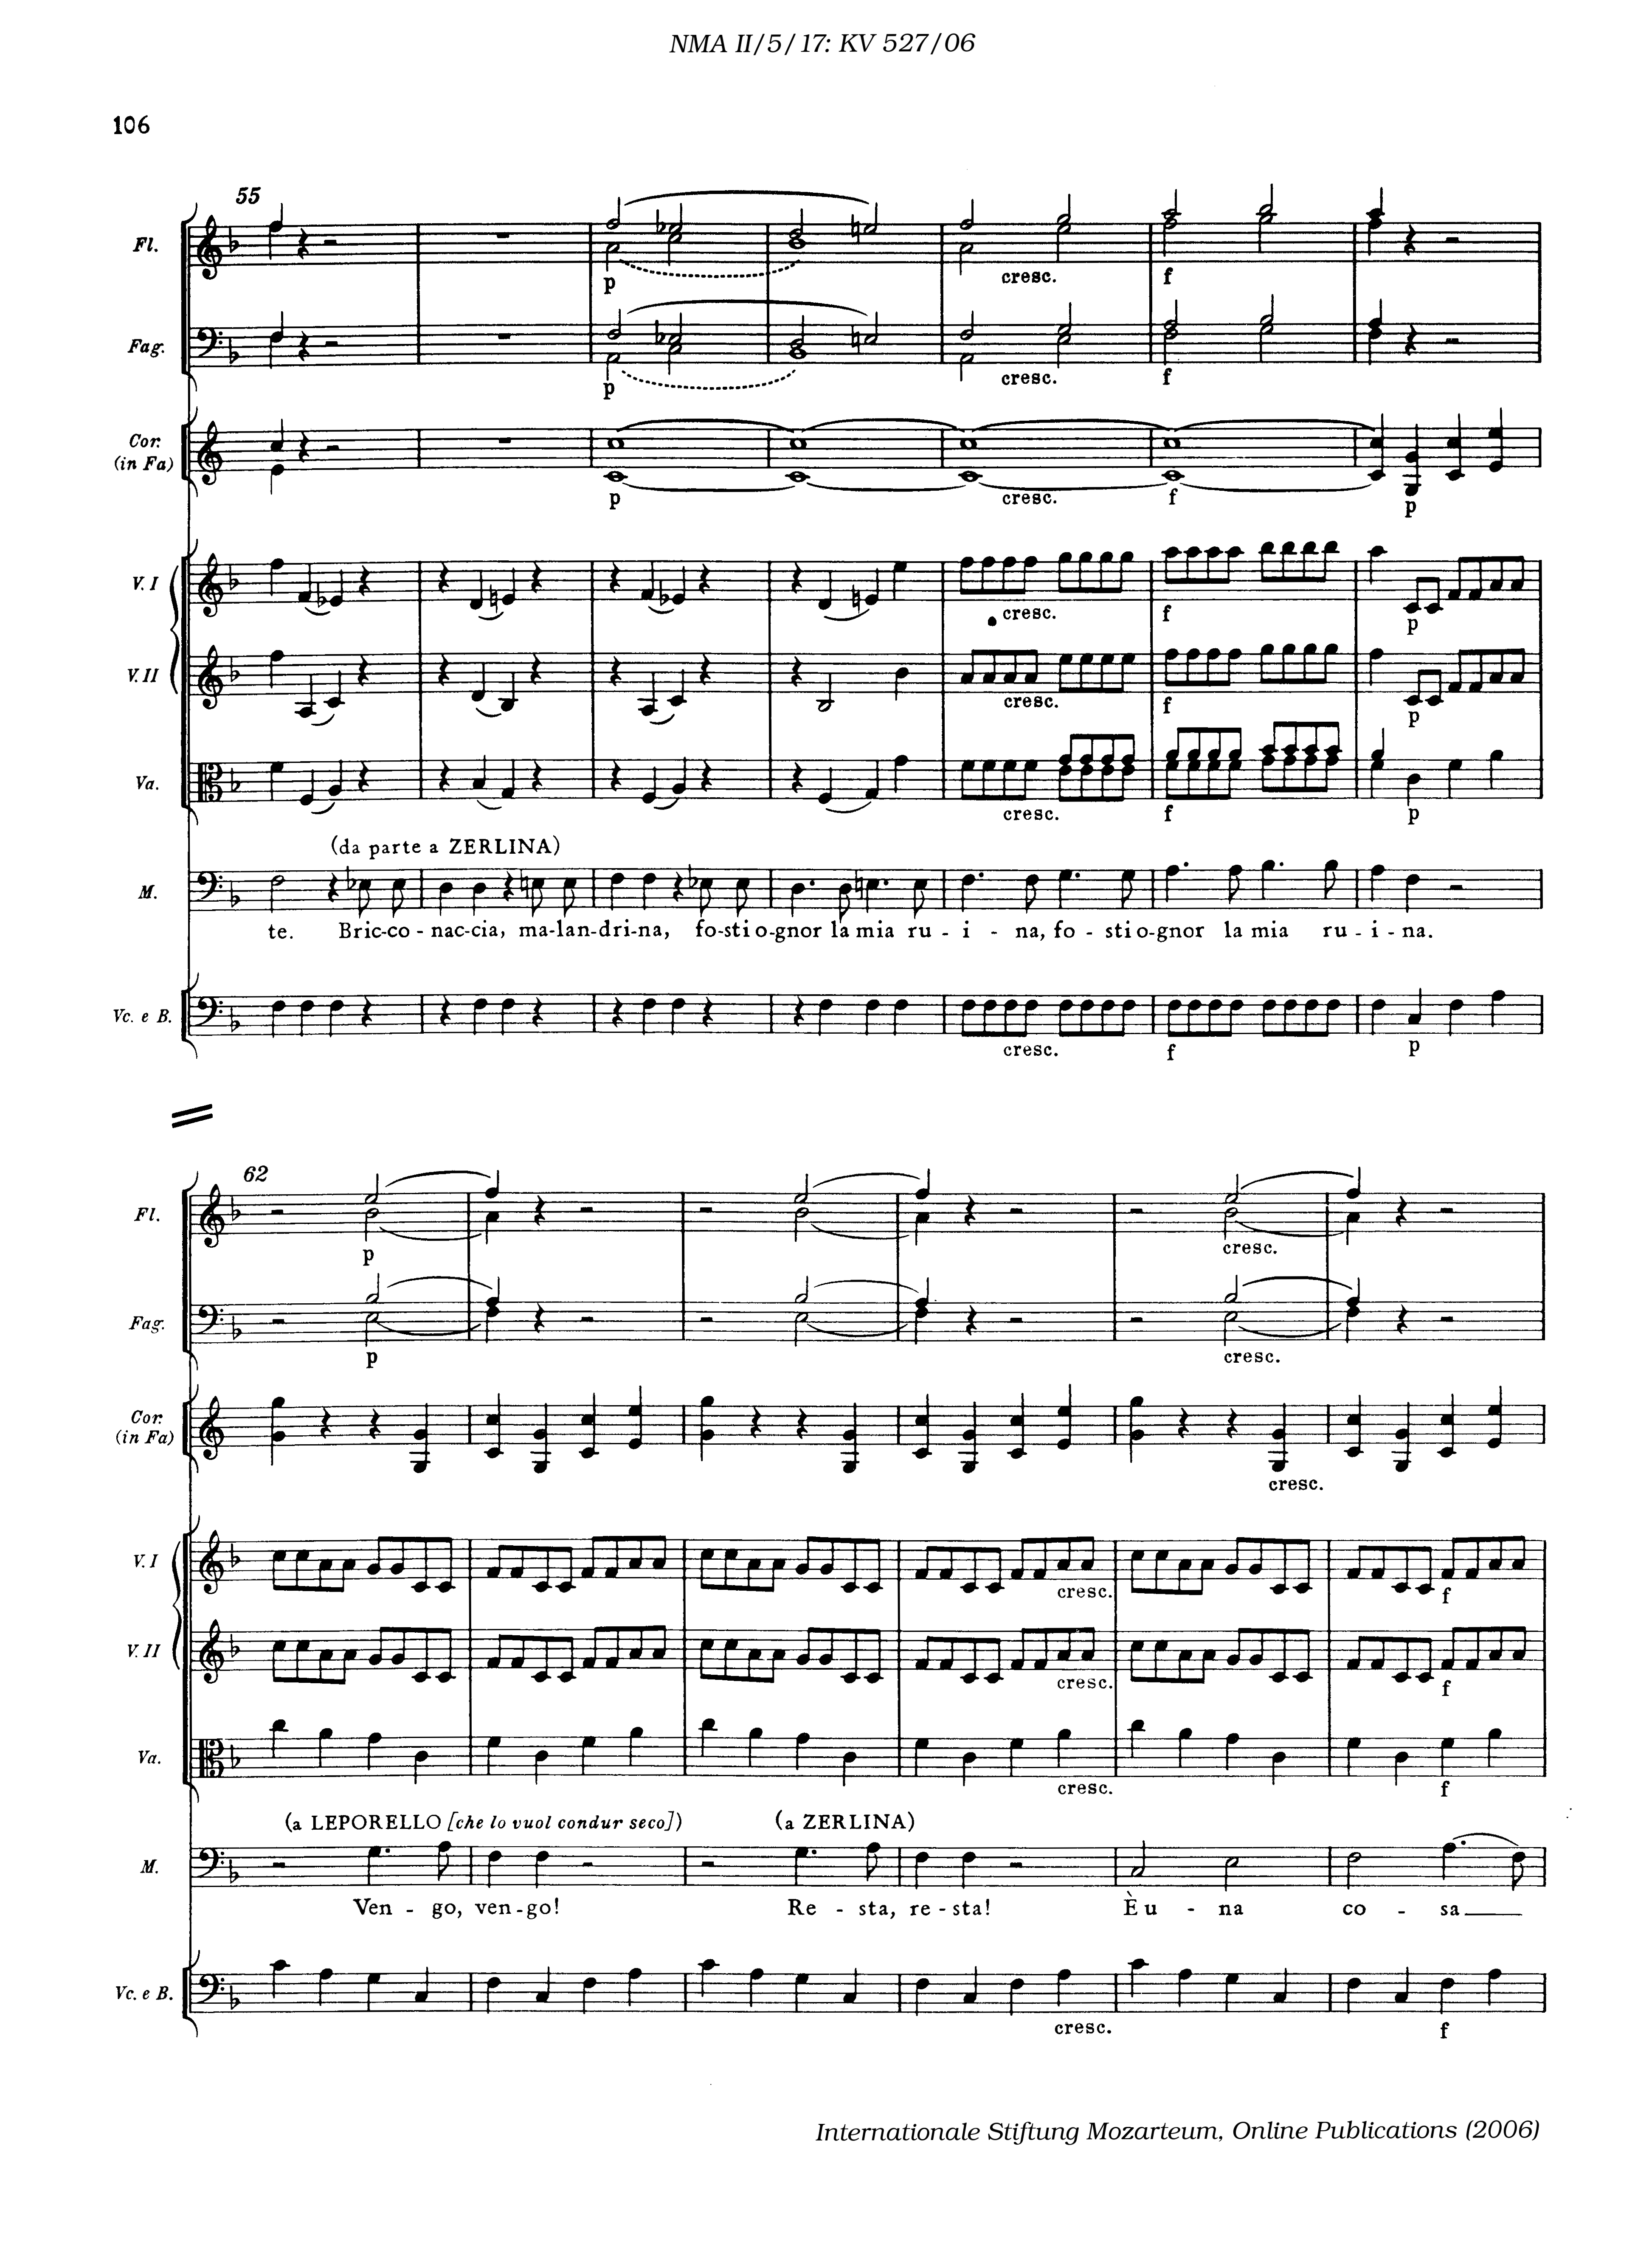 NMA II/5/17: KV 527/06
106
55
Fl.
p
cresc.
f
Fag.
p
cresc.
f
Cor.
(in Fa)
p
cresc.
f
p
V. I
cresc.
f
p
V. II
cresc.
f
p
Va.
cresc.
f
p
(da parte a ZERLINA)
M.
te. Bric-co-nac-cia, ma-lan-dri-na, fo-sti o-gnor la mia ru-i-na, fo-sti o-gnor la mia ru-i-na.
Vc. e B.
cresc.
f
p
62
Fl.
p
cresc.
Fag.
p
cresc.
Cor.
(in Fa)
cresc.
V. I
cresc.
f
V. II
cresc.
f
Va.
cresc.
f
(a LEPORELLO [che lo vuol condur seco]) (a ZERLINA)
M.
Ven-go, ven-go! Re-sta, re-sta! È u-na co-sa
Vc. e B.
cresc.
f
Internationale Stiftung Mozarteum, Online Publications (2006)